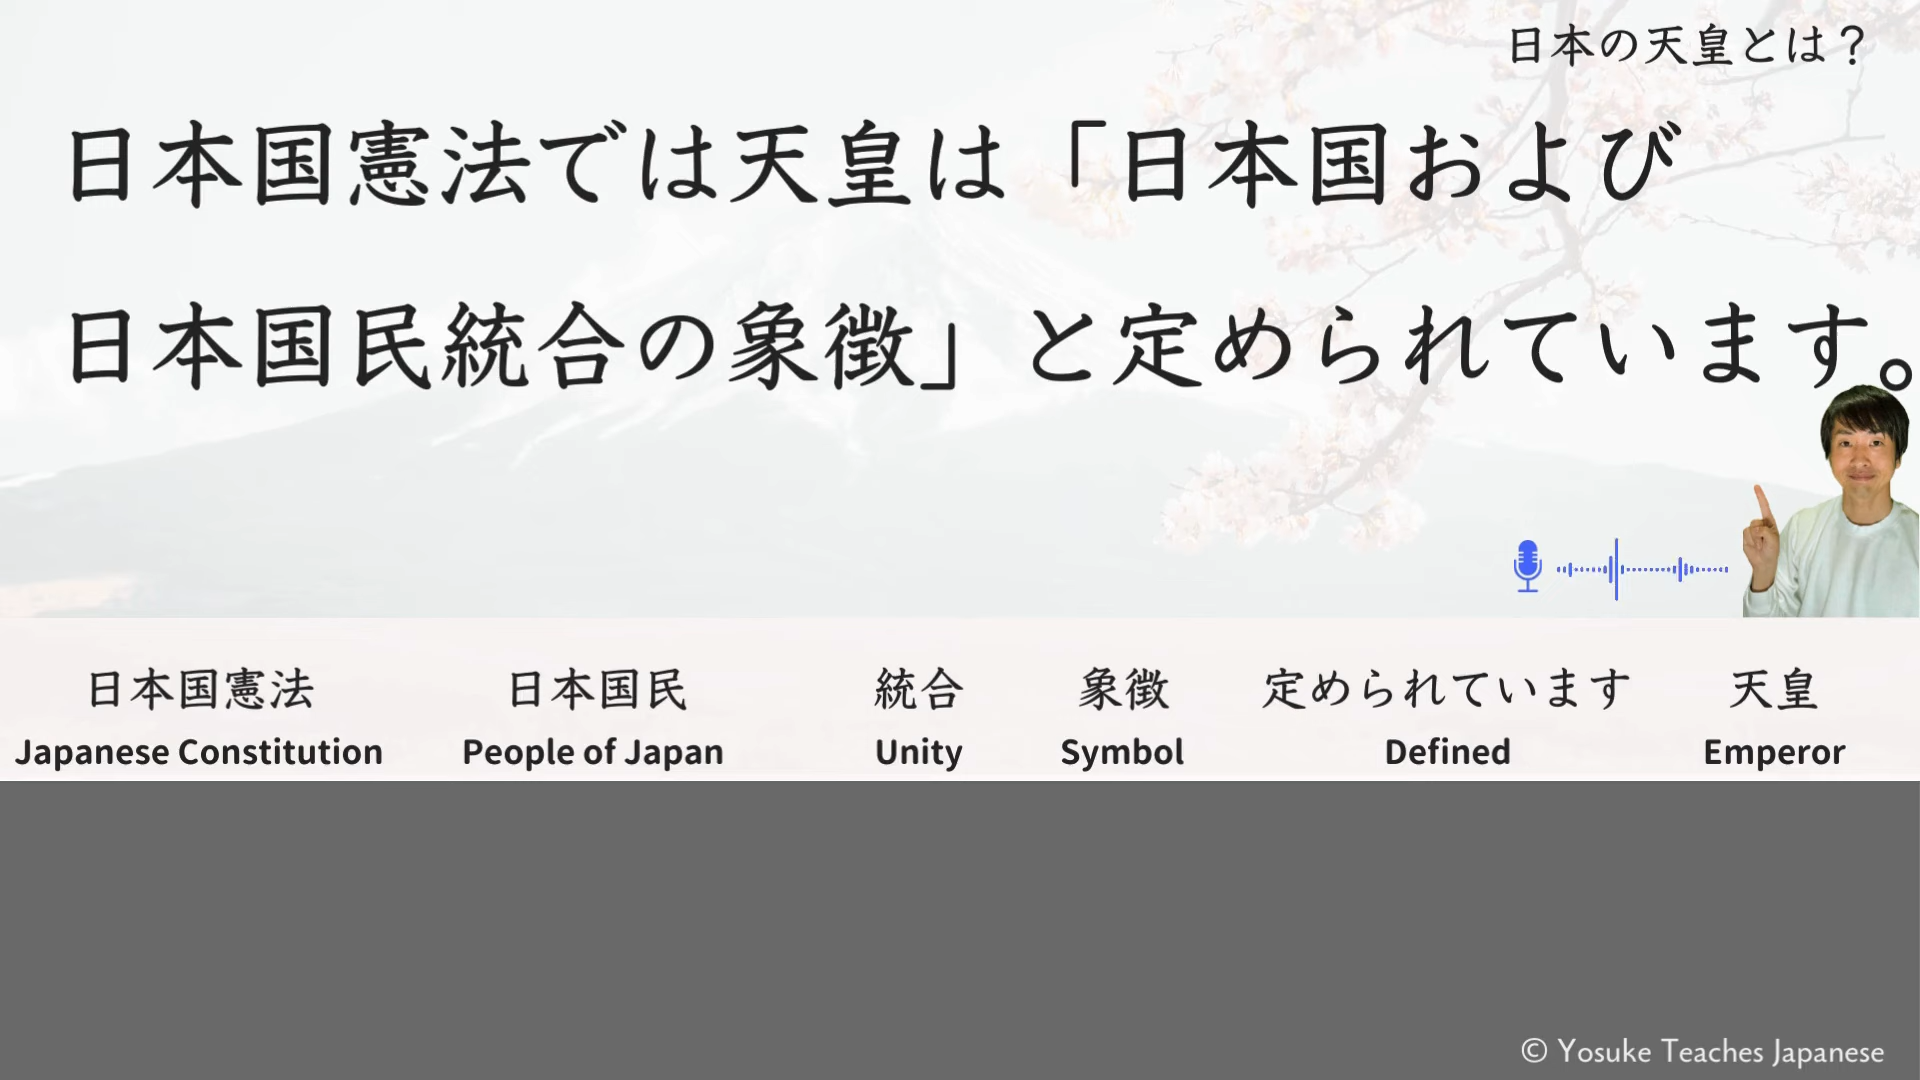 日本の天皇とは？
日本国憲法では天皇は「日本国および
日本国民統合の象徴」と定められています。
日本国憲法 日本国民 統合 象徴 定められています 天皇
Japanese Constitution People of Japan Unity Symbol Defined Emperor
© Yosuke Teaches Japanese